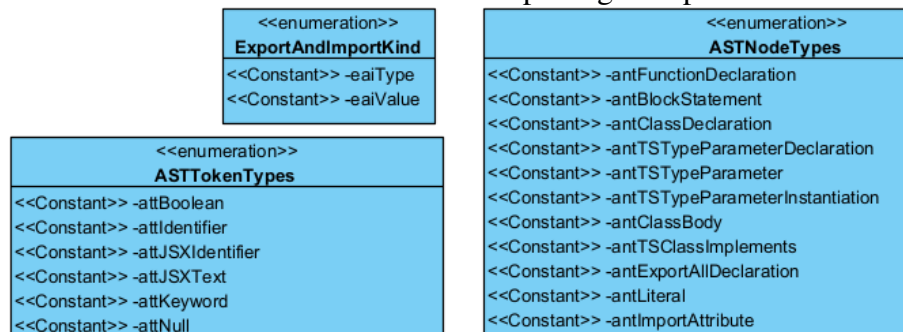 <<enumeration>>
ExportAndImportKind
<<Constant>> -eaiType
<<Constant>> -eaiValue
<<enumeration>>
ASTTokenTypes
<<Constant>> -attBoolean
<<Constant>> -attIdentifier
<<Constant>> -attJSXIdentifier
<<Constant>> -attJSXText
<<Constant>> -attKeyword
<<Constant>> -attNull
<<enumeration>>
ASTNodeTypes
<<Constant>> -antFunctionDeclaration
<<Constant>> -antBlockStatement
<<Constant>> -antClassDeclaration
<<Constant>> -antTSTypeParameterDeclaration
<<Constant>> -antTSTypeParameter
<<Constant>> -antTSTypeParameterInstantiation
<<Constant>> -antClassBody
<<Constant>> -antTSClassImplements
<<Constant>> -antExportAllDeclaration
<<Constant>> -antLiteral
<<Constant>> -antImportAttribute